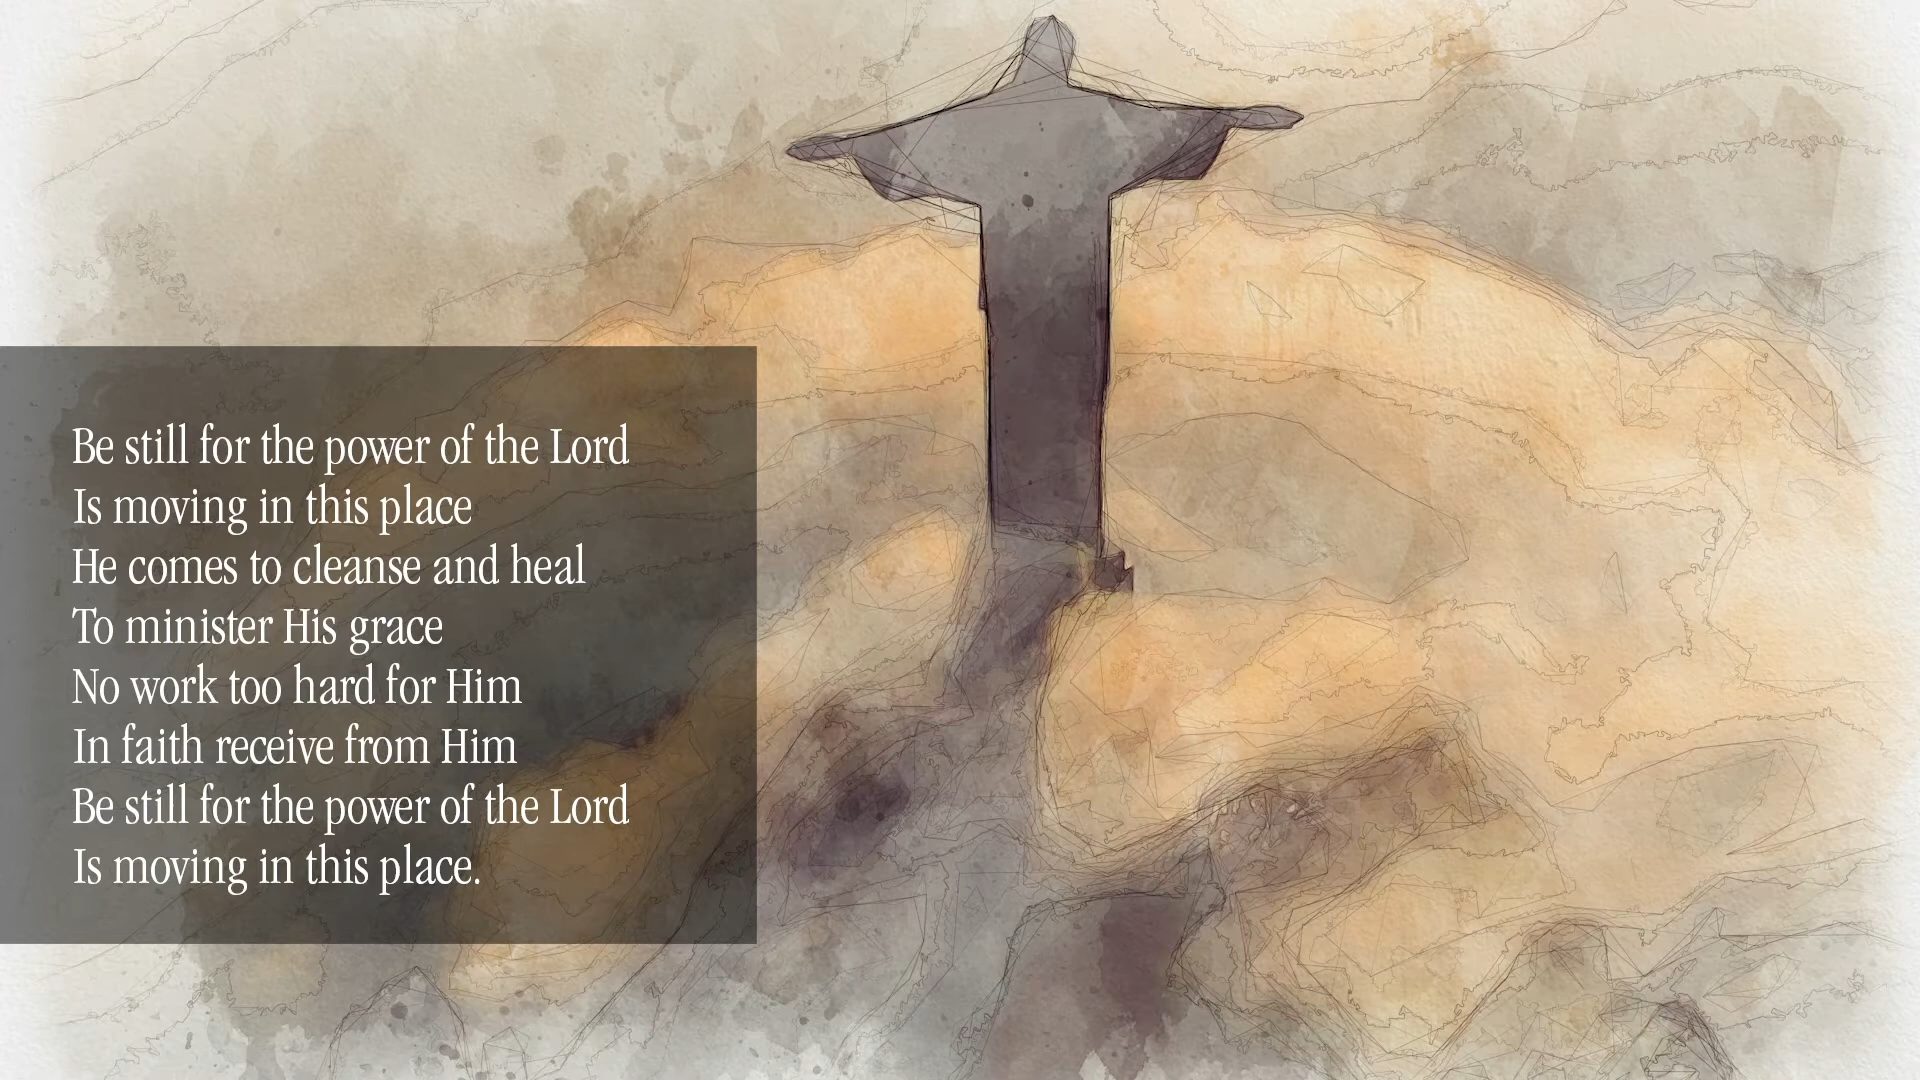 Be still for the power of the Lord
Is moving in this place
He comes to cleanse and heal
To minister His grace
No work too hard for Him
In faith receive from Him
Be still for the power of the Lord
Is moving in this place.